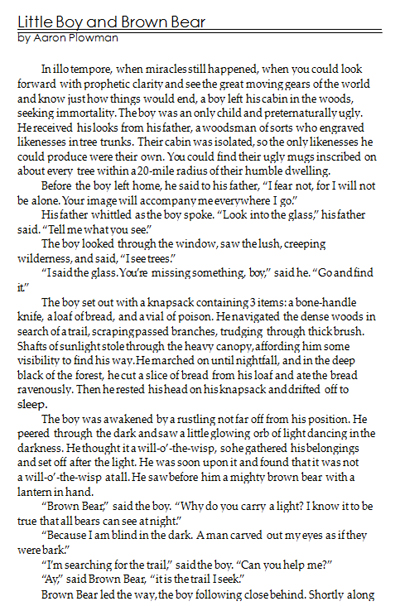 Little Boy and Brown Bear
by Aaron Plowman
In illo tempore, when miracles still happened, when you could look
forward with prophetic clarity and see the great moving gears of the world
and know just how things would end, a boy left his cabin in the woods,
seeking immortality. The boy was an only child and preternaturally ugly.
He received his looks from his father, a woodsman of sorts who engraved
likenesses in tree trunks. Their cabin was isolated, so the only likenesses he
could produce were their own. You could find their ugly mugs inscribed on
about every tree within a 20-mile radius of their humble dwelling.
Before the boy left home, he said to his father, “I fear not, for I will not
be alone. Your image will accompany me everywhere I go.”
His father whittled as the boy spoke. “Look into the glass,” his father
said. “Tell me what you see.”
The boy looked through the window, saw the lush, creeping
wilderness, and said, “I see trees.”
“I said the glass. You’re missing something, boy,” said he. “Go and find
it.”
The boy set out with a knapsack containing 3 items: a bone-handle
knife, a loaf of bread, and a vial of poison. He navigated the dense woods in
search of a trail, scraping passed branches, trudging through thick brush.
Shafts of sunlight stole through the heavy canopy, affording him some
visibility to find his way. He marched on until nightfall, and in the deep
black of the forest, he cut a slice of bread from his loaf and ate the bread
ravenously. Then he rested his head on his knapsack and drifted off to
sleep.
The boy was awakened by a rustling not far off from his position. He
peered through the dark and saw a little glowing orb of light dancing in the
darkness. He thought it a will-o’-the-wisp, so he gathered his belongings
and set off after the light. He was soon upon it and found that it was not
a will-o’-the-wisp at all. He saw before him a mighty brown bear with a
lantern in hand.
“Brown Bear,” said the boy. “Why do you carry a light? I know it to be
true that all bears can see at night.”
“Because I am blind in the dark. A man carved out my eyes as if they
were bark.”
“I’m searching for the trail,” said the boy. “Can you help me?”
“Ay,” said Brown Bear, “it is the trail I seek.”
Brown Bear led the way, the boy following close behind. Shortly along